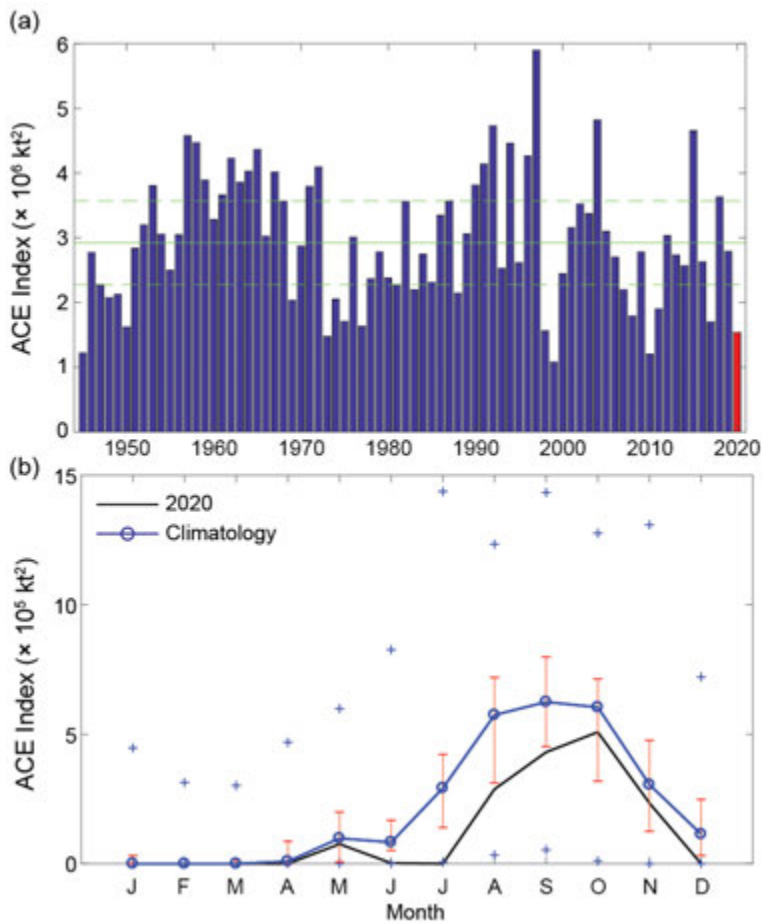 (a)
6
5
4
3
2
1
0
ACE Index (× 10⁶ kt²)
1950 1960 1970 1980 1990 2000 2010 2020
(b)
15
10
5
0
ACE Index (× 10⁵ kt²)
2020
Climatology
J F M A M J J A S O N D
Month